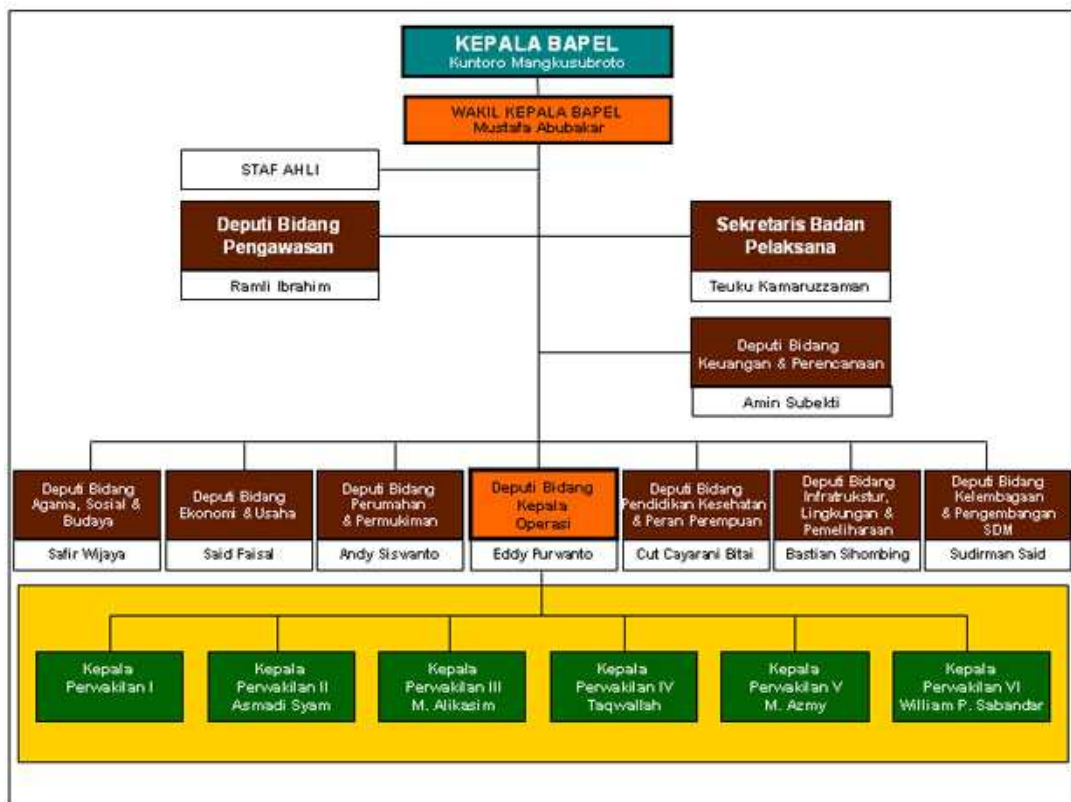 KEPALA BAPEL
Kuntoro Mangkusubroto
WAKIL KEPALA BAPEL
Mustafa Abubakar
STAF AHLI
Deputi Bidang
Pengawasan
Ramli Ibrahim
Sekretaris Badan
Pelaksana
Teuku Kamaruzzaman
Deputi Bidang
Keuangan & Perencanaan
Amin Subekti
Deputi Bidang
Agama, Sosial &
Budaya
Safir Wijaya
Deputi Bidang
Ekonomi & Usaha
Said Faisal
Deputi Bidang
Perumahan
& Permukiman
Andy Siswanto
Deputi Bidang
Kepala
Operasi
Eddy Purwanto
Deputi Bidang
Pendidikan Kesehatan
& Peran Perempuan
Cut Cayarani Bitai
Deputi Bidang
Infratrukstur,
Lingkungan &
Pemeliharaan
Bastian Sihombing
Deputi Bidang
Kelembagaan
& Pengembangan
SDM
Sudirman Said
Kepala
Perwakilan I
Kepala
Perwakilan II
Asmadi Syam
Kepala
Perwakilan III
M. Alikasim
Kepala
Perwakilan IV
Taqwallah
Kepala
Perwakilan V
M. Azmy
Kepala
Perwakilan VI
William P. Sabandar